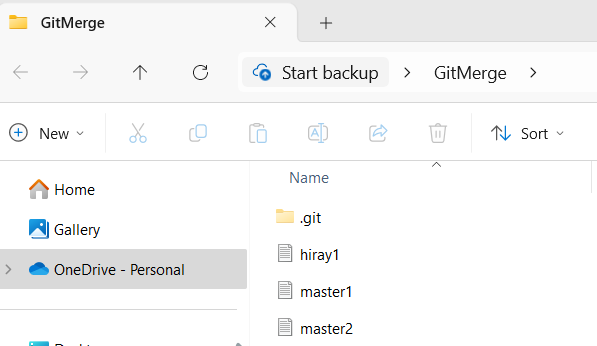 GitMerge
Start backup > GitMerge >
New Sort
Home
Gallery
OneDrive - Personal
Name
.git
hiray1
master1
master2